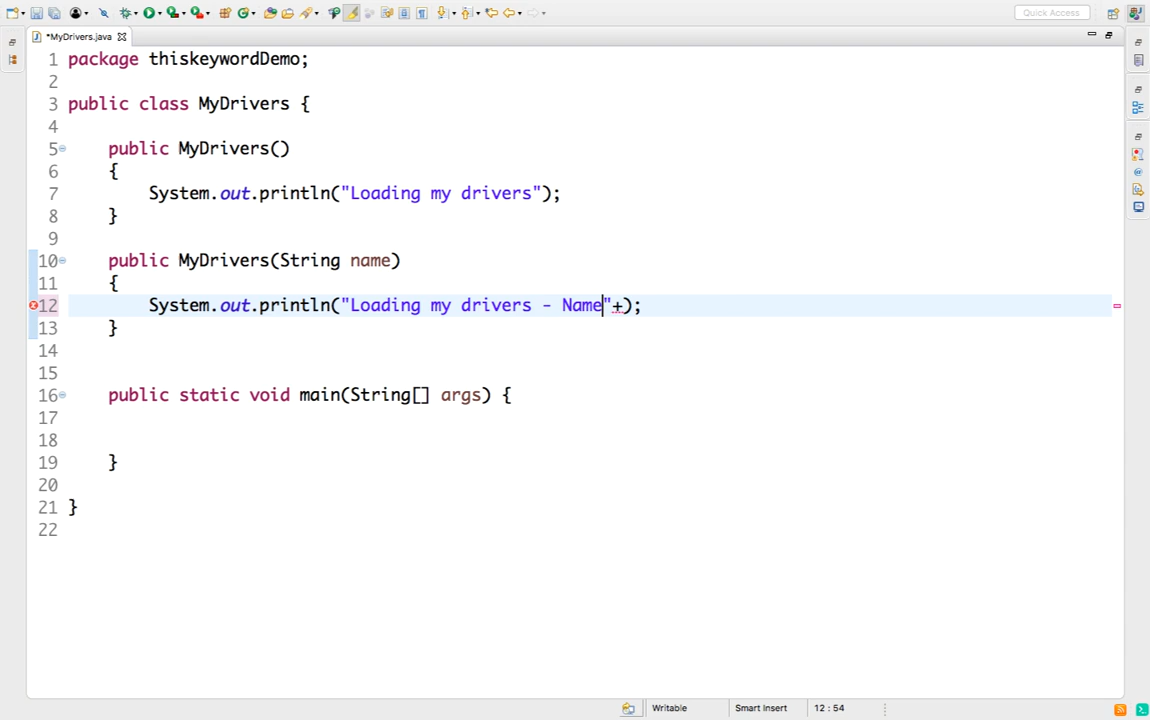 Quick Access
*MyDrivers.java
1 package thiskeywordDemo;
2
3 public class MyDrivers {
4
5 public MyDrivers()
6 {
7 System.out.println("Loading my drivers");
8 }
9
10 public MyDrivers(String name)
11 {
12 System.out.println("Loading my drivers - Name"+);
13 }
14
15
16 public static void main(String[] args) {
17
18
19 }
20
21 }
22
Writable Smart Insert 12 : 54